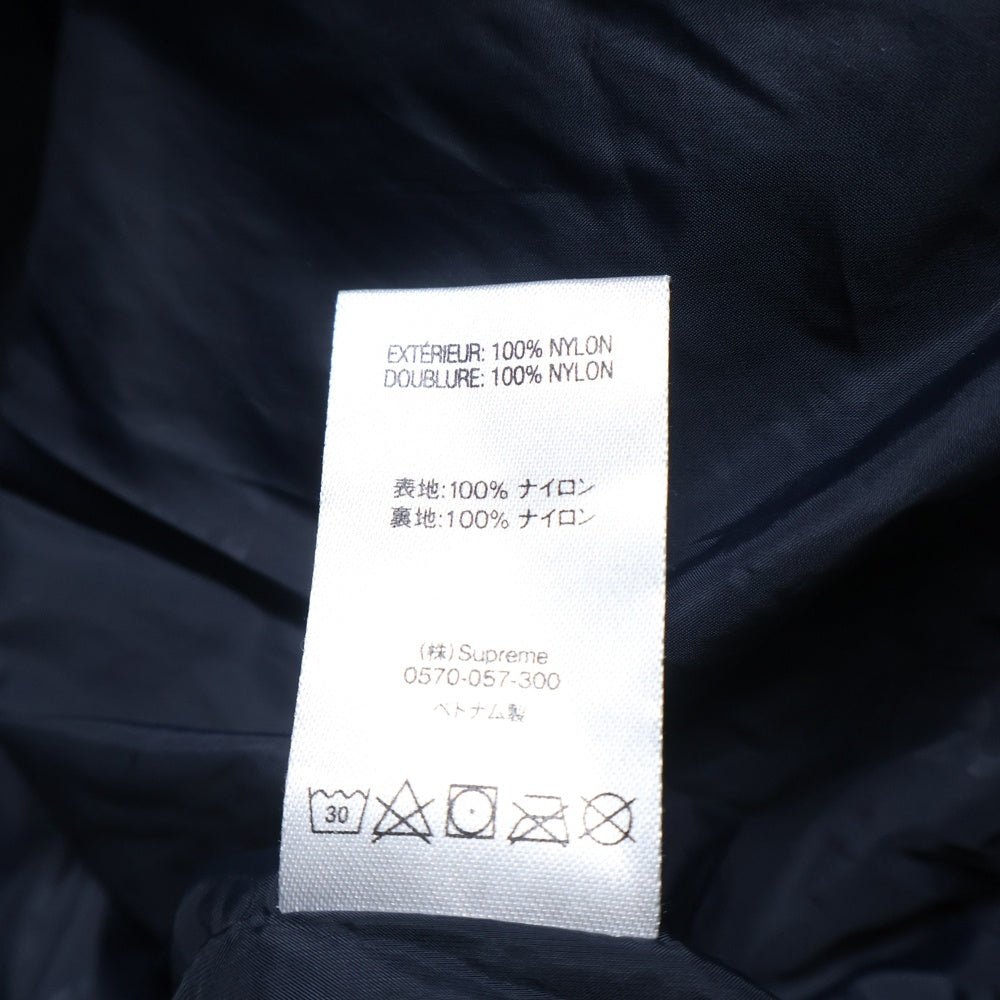 EXTÉRIEUR: 100% NYLON
DOUBLURE: 100% NYLON
表地:100% ナイロン
裏地:100% ナイロン
(株)Supreme
0570-057-300
ベトナム製
30